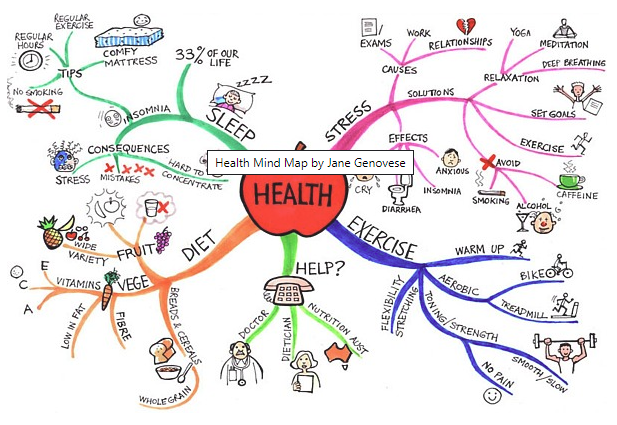 REGULAR
EXERCISE
REGULAR
HOURS
COMFY
MATTRESS
TIPS
NO SMOKING
33% OF OUR
LIFE
ZZZZ
INSOMNIA
SLEEP
CONSEQUENCES
STRESS
MISTAKES
HARD TO
CONCENTRATE
/EXAMS
WORK
RELATIONSHIPS
CAUSES
STRESS
SOLUTIONS
YOGA
MEDITATION
RELAXATION
DEEP BREATHING
SET GOALS
EXERCISE
AVOID
SMOKING
ALCOHOL
CAFFEINE
EFFECTS
CRY
DIARRHEA
ANXIOUS
INSOMNIA
Health Mind Map by Jane Genovese
HEALTH
DIET
FRUIT
WIDE
VARIETY
VEGE
VITAMINS
E
C
A
LOW IN FAT
FIBRE
BREADS & CEREALS
WHOLEGRAIN
HELP?
DOCTOR
DIETICIAN
NUTRITION AUST
EXERCISE
WARM UP
AEROBIC
BIKE
TREADMILL
FLEXIBILITY
STRETCHING
TONING/STRENGTH
SMOOTH/SLOW
NO PAIN